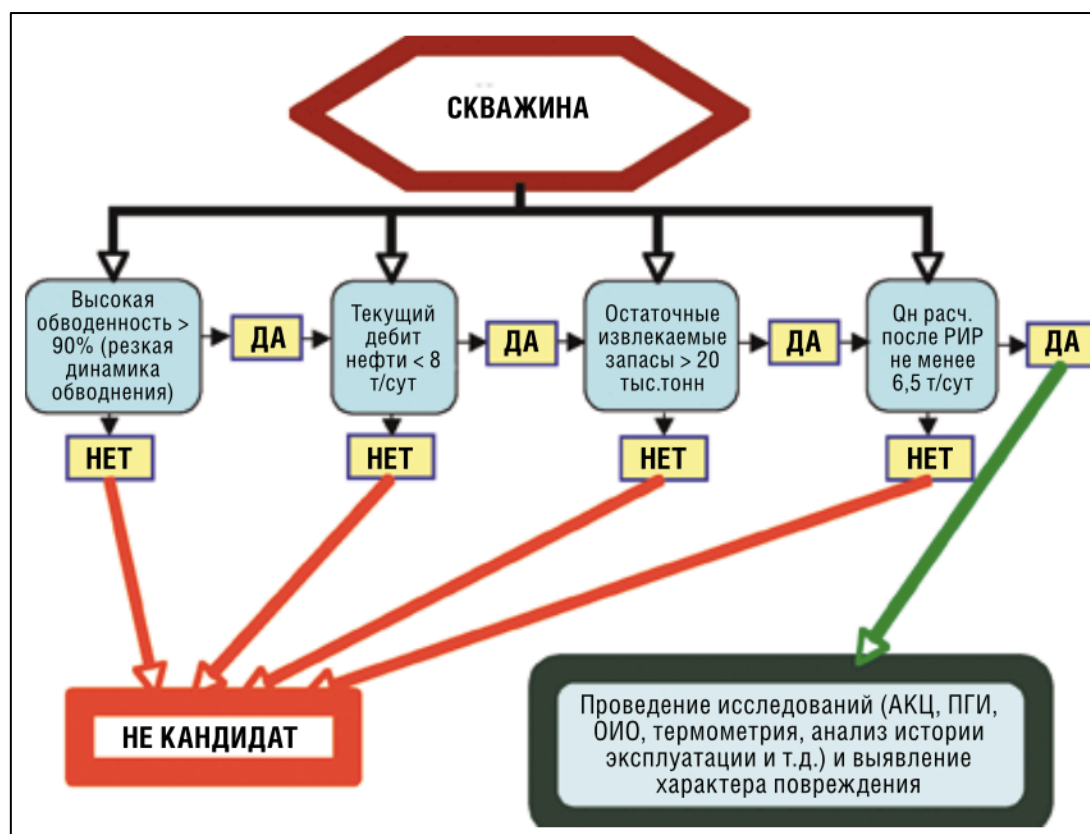 СКВАЖИНА
Высокая
обводенность >
90% (резкая
динамика
обводнения)
ДА
Текущий
дебит
нефти < 8
т/сут
ДА
Остаточные
извлекаемые
запасы > 20
тыс.тонн
ДА
Qн расч.
после РИР
не менее
6,5 т/сут
ДА
НЕТ
НЕТ
НЕТ
НЕТ
НЕ КАНДИДАТ
Проведение исследований (АКЦ, ПГИ,
ОИО, термометрия, анализ истории
эксплуатации и т.д.) и выявление
характера повреждения